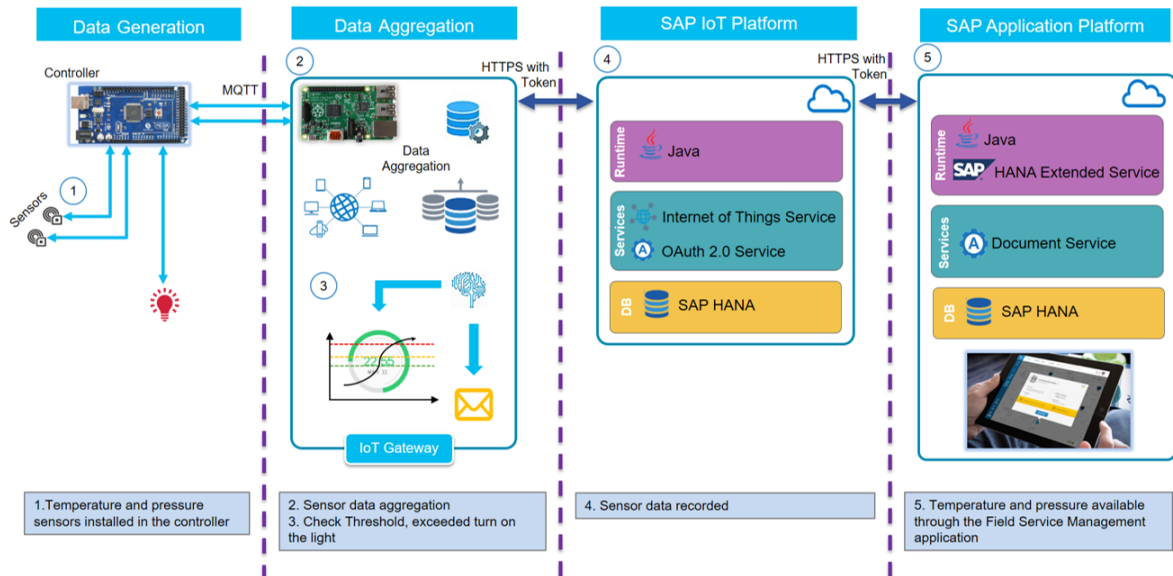 Data Generation
Data Aggregation
SAP IoT Platform
SAP Application Platform
Controller
MQTT
1
Sensors
2
HTTPS with
Token
Data
Aggregation
3
22.55
IoT Gateway
4
HTTPS with
Token
Runtime
Java
Services
Internet of Things Service
A
OAuth 2.0 Service
DB
SAP HANA
5
Runtime
Java
SAP
HANA Extended Service
Services
A
Document Service
DB
SAP HANA
1.Temperature and pressure
sensors installed in the controller
2. Sensor data aggregation
3. Check Threshold, exceeded turn on
the light
4. Sensor data recorded
5. Temperature and pressure available
through the Field Service Management
application